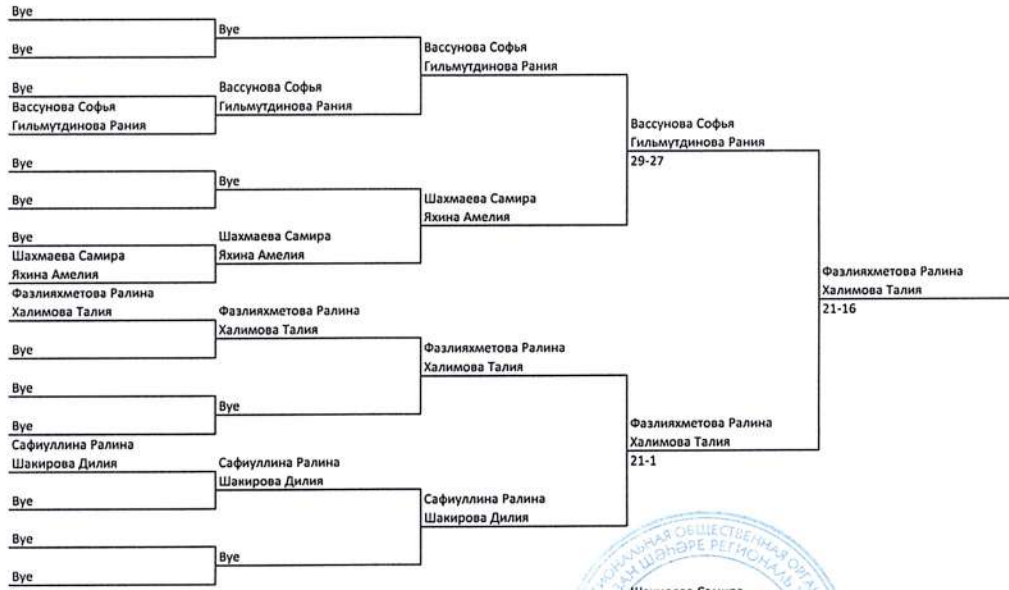 Bye
Bye
Bye
Вассунова Софья
Гильмутдинова Рания
Bye
Bye
Bye
Шахмаева Самира
Яхина Амелия
Фазлияхметова Ралина
Халимова Талия
Bye
Bye
Bye
Сафиуллина Ралина
Шакирова Дилия
Bye
Bye
Bye
Bye
Вассунова Софья
Гильмутдинова Рания
Bye
Шахмаева Самира
Яхина Амелия
Фазлияхметова Ралина
Халимова Талия
Bye
Сафиуллина Ралина
Шакирова Дилия
Bye
Вассунова Софья
Гильмутдинова Рания
Шахмаева Самира
Яхина Амелия
Фазлияхметова Ралина
Халимова Талия
Сафиуллина Ралина
Шакирова Дилия
Вассунова Софья
Гильмутдинова Рания
29-27
Фазлияхметова Ралина
Халимова Талия
21-1
Фазлияхметова Ралина
Халимова Талия
21-16
ОБЩЕСТВЕННАЯ